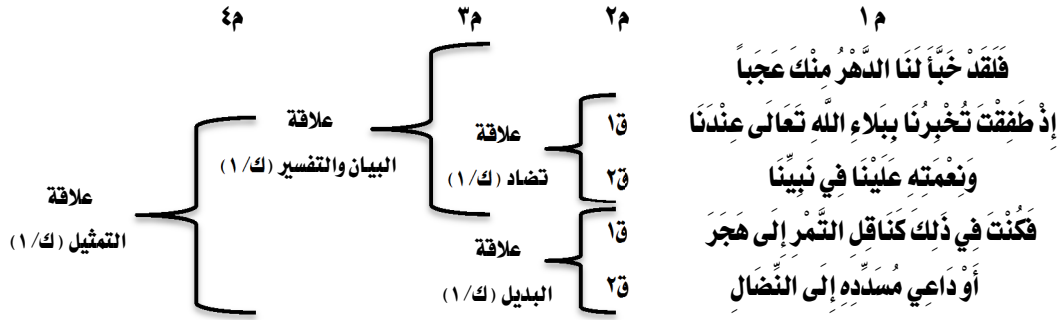 م١ م٢ م٣ م٤
فَلَقَدْ خَبَّأَ لَنَا الدَّهْرُ مِنْكَ عَجَباً
إِذْ طَفِقْتَ تُخْبِرُنَا بِبَلاءِ اللَّهِ تَعَالَى عِنْدَنَا
وَنِعْمَتِهِ عَلَيْنَا فِي نَبِيِّنَا
فَكُنْتَ فِي ذَلِكَ كَنَاقِلِ التَّمْرِ إِلَى هَجَرَ
أَوْ دَاعِي مُسَدِّدِهِ إِلَى النِّضَالِ
ق١
ق٢
ق١
ق٢
علاقة
تضاد (ك/١)
علاقة
البديل (ك/١)
علاقة
البيان والتفسير (ك/١)
علاقة
التمثيل (ك/١)